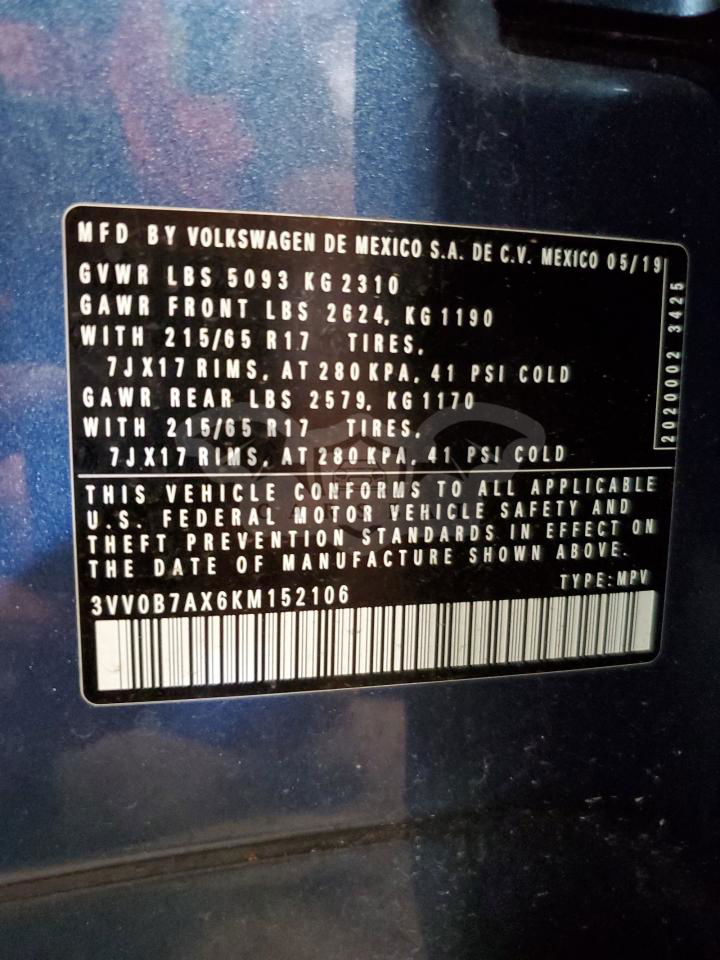 MFD BY VOLKSWAGEN DE MEXICO S.A. DE C.V. MEXICO 05/19
GVWR LBS 5093 KG 2310
GAWR FRONT LBS 2624, KG 1190
WITH 215/65 R17 TIRES,
7JX17 RIMS, AT 280 KPA, 41 PSI COLD
GAWR REAR LBS 2579, KG 1170
WITH 215/65 R17 TIRES,
7JX17 RIMS, AT 280 KPA, 41 PSI COLD
2020002 3425
THIS VEHICLE CONFORMS TO ALL APPLICABLE
U.S. FEDERAL MOTOR VEHICLE SAFETY AND
THEFT PREVENTION STANDARDS IN EFFECT ON
THE DATE OF MANUFACTURE SHOWN ABOVE.
TYPE: MPV
3VV0B7AX6KM152106